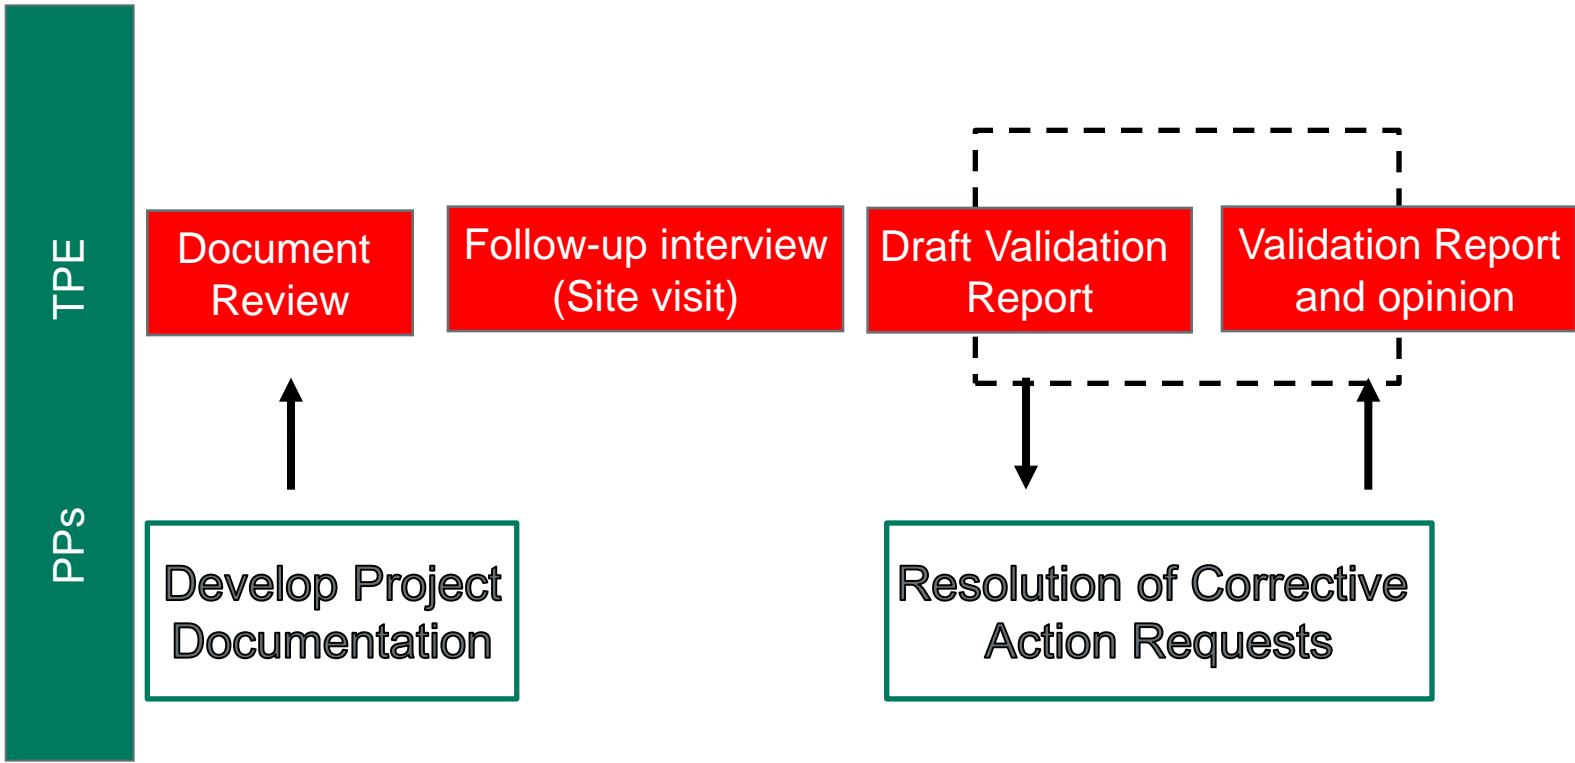 TPE
Document
Review
Follow-up interview
(Site visit)
Draft Validation
Report
Validation Report
and opinion
PPs
Develop Project
Documentation
Resolution of Corrective
Action Requests